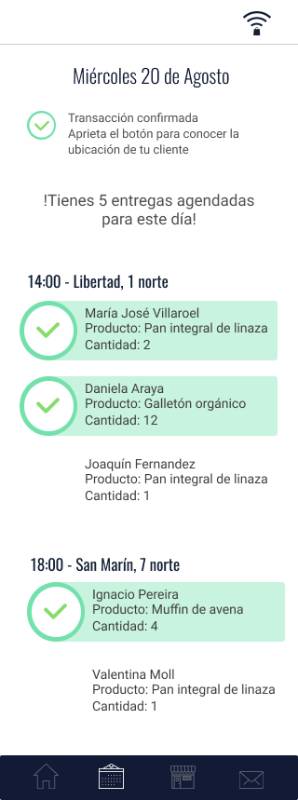 Miércoles 20 de Agosto
Transacción confirmada
Aprieta el botón para conocer la
ubicación de tu cliente
!Tienes 5 entregas agendadas
para este día!
14:00 - Libertad, 1 norte
María José Villaroel
Producto: Pan integral de linaza
Cantidad: 2
Daniela Araya
Producto: Galletón orgánico
Cantidad: 12
Joaquín Fernandez
Producto: Pan integral de linaza
Cantidad: 1
18:00 - San Marín, 7 norte
Ignacio Pereira
Producto: Muffin de avena
Cantidad: 4
Valentina Moll
Producto: Pan integral de linaza
Cantidad: 1